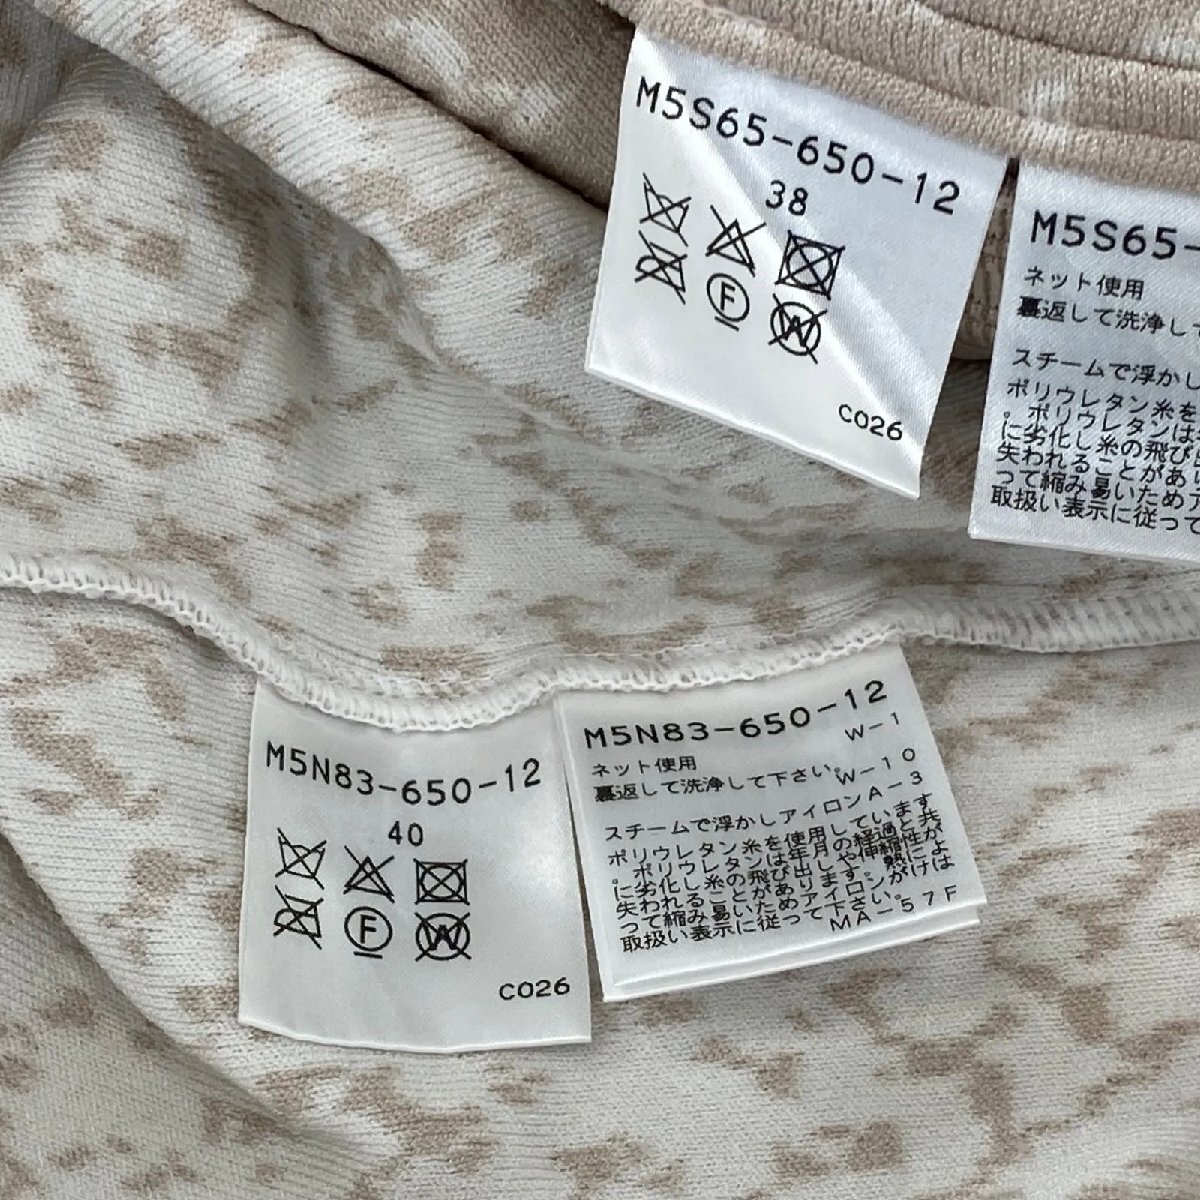 M5S65-650-12
38
F
W
C026
M5S65-
ネット使用
裏返して洗浄して
スチームで浮かし
ポリウレタン糸を
。ポリウレタンは
に劣化し糸の飛び
失われることがあり
って縮み易いためア
取扱い表示に従って
M5N83-650-12
40
F
W
C026
M5N83-650-12
W-1
ネット使用
裏返して洗浄して下さい。W-10
スチームで浮かしアイロンA-3
ポリウレタン糸を使用しています
。ポリウレタンは年月の経過と共
に劣化し糸の飛び出しや伸縮性が
失われることがあります。熱によ
って縮み易いためアイロンがけは
取扱い表示に従って下さい。
MA-57F